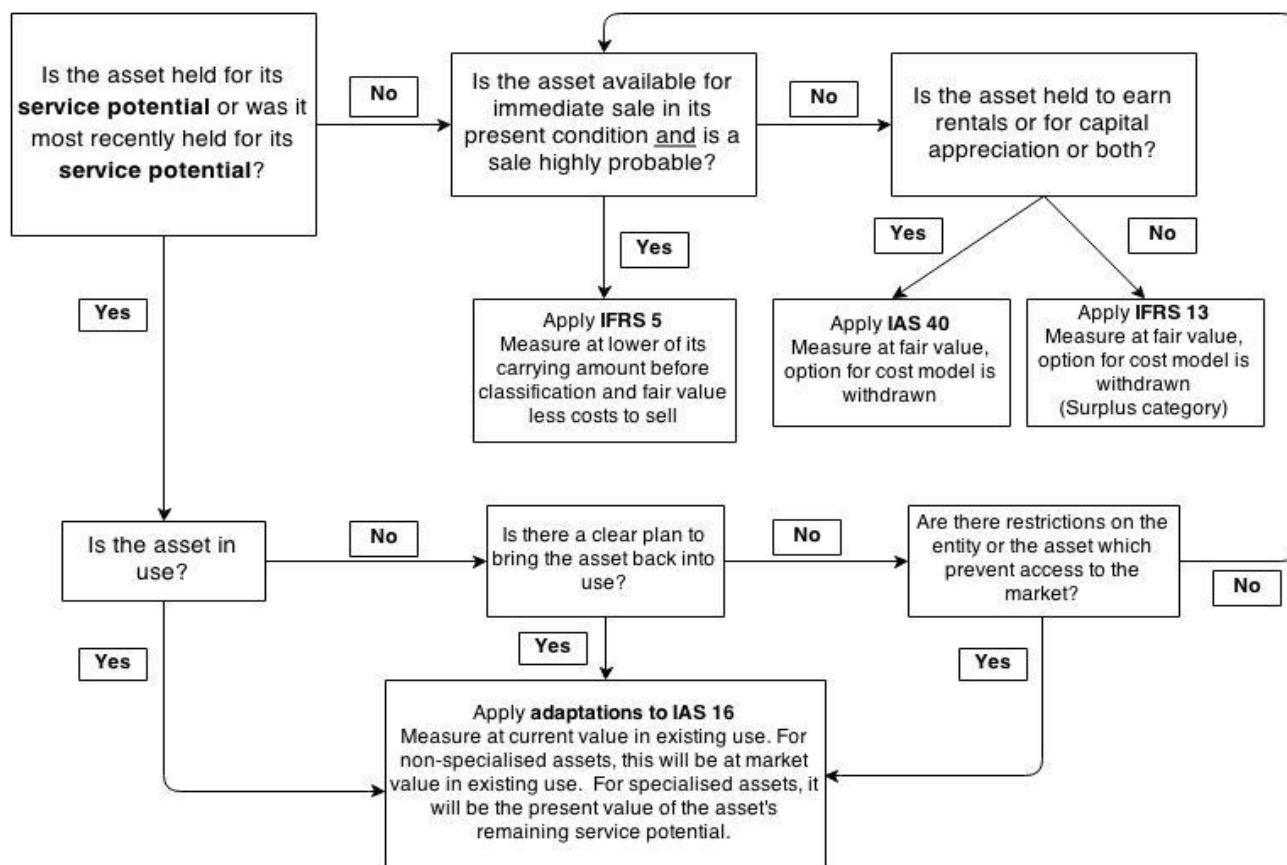 Is the asset held for its
service potential or was it
most recently held for its
service potential?
No
Is the asset available for
immediate sale in its
present condition and is a
sale highly probable?
No
Is the asset held to earn
rentals or for capital
appreciation or both?
Yes
Yes
Yes
No
Apply IFRS 5
Measure at lower of its
carrying amount before
classification and fair value
less costs to sell
Apply IAS 40
Measure at fair value,
option for cost model is
withdrawn
Apply IFRS 13
Measure at fair value,
option for cost model is
withdrawn
(Surplus category)
Is the asset in
use?
No
Is there a clear plan to
bring the asset back into
use?
No
Are there restrictions on the
entity or the asset which
prevent access to the
market?
No
Yes
Yes
Yes
Apply adaptations to IAS 16
Measure at current value in existing use. For
non-specialised assets, this will be at market
value in existing use.  For specialised assets, it
will be the present value of the asset's
remaining service potential.